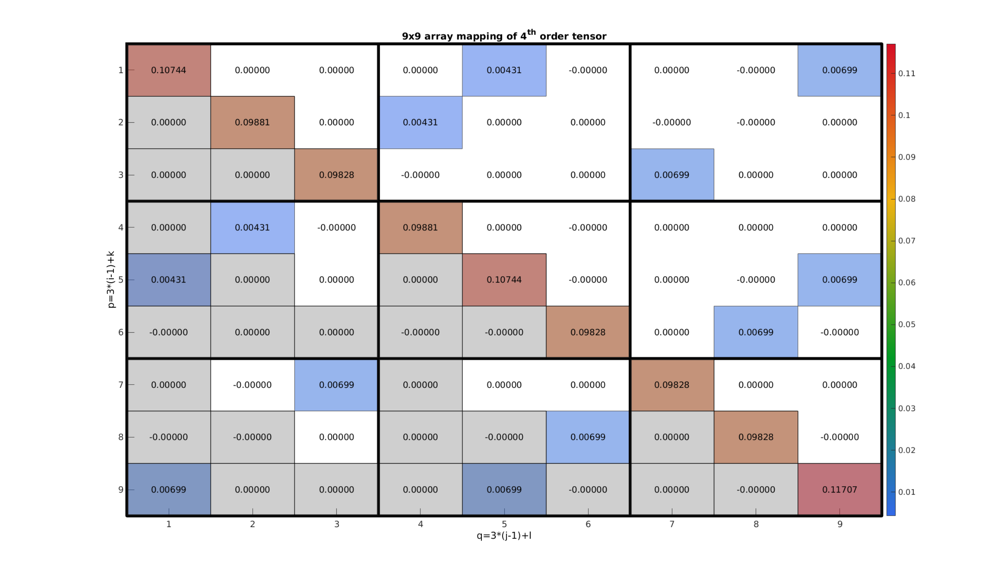 9x9 array mapping of 4th order tensor
1 0.10744 0.00000 0.00000 0.00000 0.00431 -0.00000 0.00000 -0.00000 0.00699
2 0.00000 0.09881 0.00000 0.00431 0.00000 0.00000 -0.00000 -0.00000 0.00000
3 0.00000 0.00000 0.09828 -0.00000 0.00000 0.00000 0.00699 0.00000 0.00000
4 0.00000 0.00431 -0.00000 0.09881 0.00000 -0.00000 0.00000 0.00000 0.00000
5 0.00431 0.00000 0.00000 0.00000 0.10744 -0.00000 0.00000 -0.00000 0.00699
6 -0.00000 0.00000 0.00000 -0.00000 -0.00000 0.09828 0.00000 0.00699 -0.00000
7 0.00000 -0.00000 0.00699 0.00000 0.00000 0.00000 0.09828 0.00000 0.00000
8 -0.00000 -0.00000 0.00000 0.00000 -0.00000 0.00699 0.00000 0.09828 -0.00000
9 0.00699 0.00000 0.00000 0.00000 0.00699 -0.00000 0.00000 -0.00000 0.11707
1 2 3 4 5 6 7 8 9
q=3*(j-1)+l
p=3*(i-1)+k
0.11
0.1
0.09
0.08
0.07
0.06
0.05
0.04
0.03
0.02
0.01